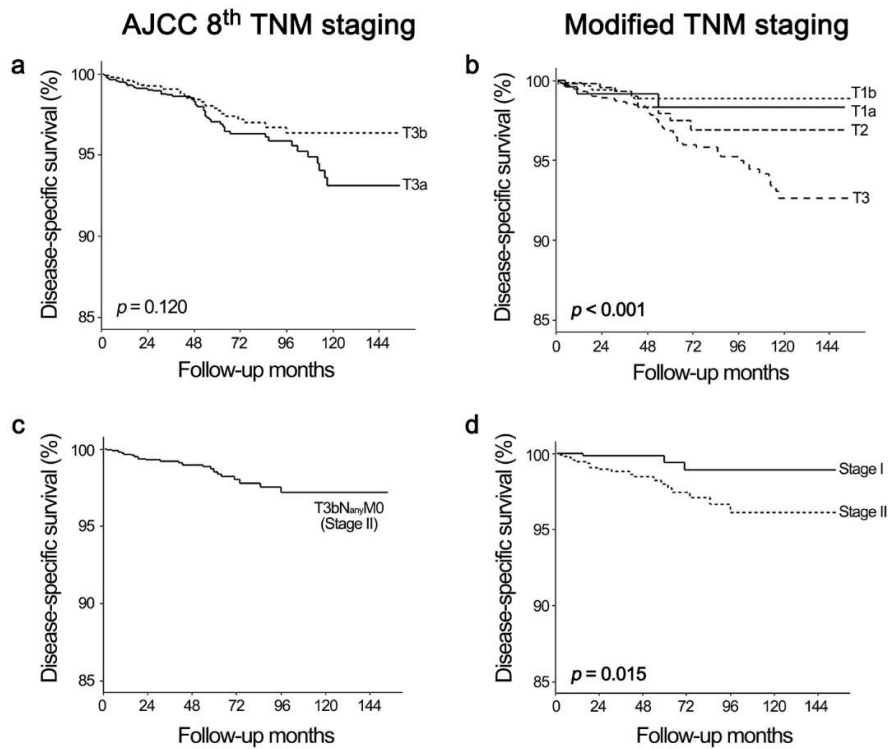 AJCC 8th TNM staging
Modified TNM staging
a
Disease-specific survival (%)
100
95
90
85
T3b
T3a
p = 0.120
0 24 48 72 96 120 144
Follow-up months
b
Disease-specific survival (%)
100
95
90
85
T1b
T1a
T2
T3
p < 0.001
0 24 48 72 96 120 144
Follow-up months
c
Disease-specific survival (%)
100
95
90
85
T3bNanyM0
(Stage II)
0 24 48 72 96 120 144
Follow-up months
d
Disease-specific survival (%)
100
95
90
85
Stage I
Stage II
p = 0.015
0 24 48 72 96 120 144
Follow-up months